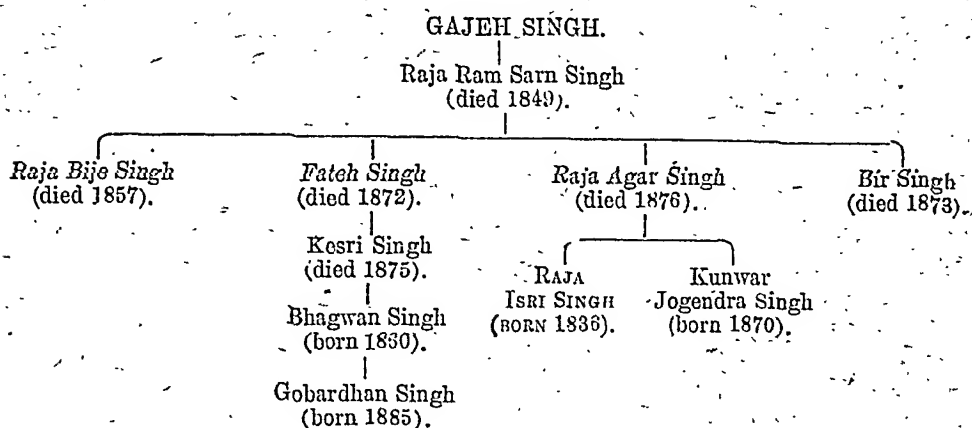 GAJEH SINGH.
Raja Ram Sarn Singh
(died 1849).
Raja Bije Singh
(died 1857).
Fateh Singh
(died 1872).
Raja Agar Singh
(died 1876).
Bir Singh
(died 1873).
Kesri Singh
(died 1875).
RAJA
ISRI SINGH
(BORN 1836).
Kunwar
Jogendra Singh
(born 1870).
Bhagwan Singh
(born 1860).
Gobardhan Singh
(born 1885).